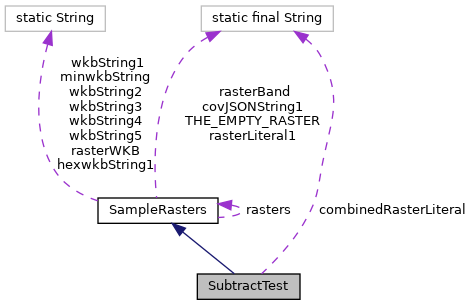 static String
static final String
wkbString1
minwkbString
wkbString2
wkbString3
wkbString4
wkbString5
rasterWKB
hexwkbString1
rasterBand
covJSONString1
THE_EMPTY_RASTER
rasterLiteral1
SampleRasters
rasters
combinedRasterLiteral
SubtractTest